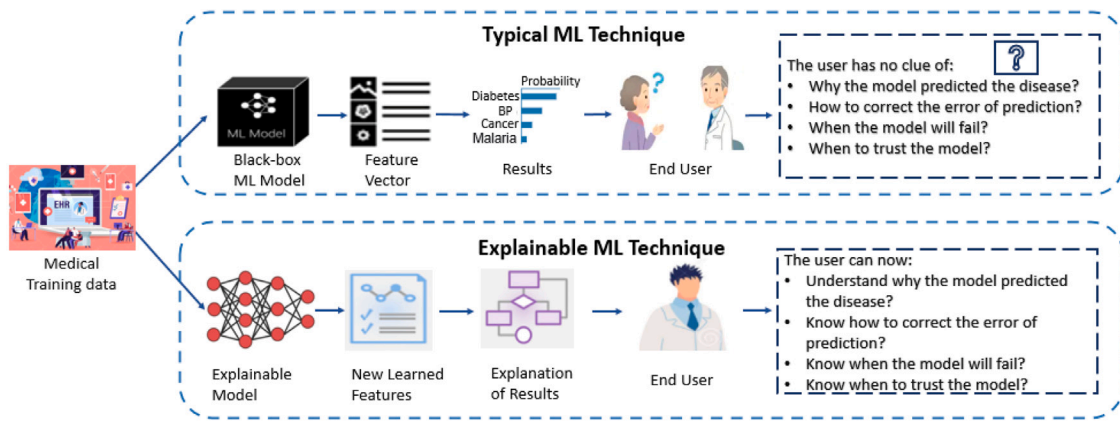 Typical ML Technique
ML Model
Black-box
ML Model
Feature
Vector
Probability
Diabetes
BP
Cancer
Malaria
Results
?
End User
?
The user has no clue of:
• Why the model predicted the disease?
• How to correct the error of prediction?
• When the model will fail?
• When to trust the model?
EHR
Medical
Training data
Explainable ML Technique
Explainable
Model
New Learned
Features
Explanation
of Results
End User
The user can now:
• Understand why the model predicted
the disease?
• Know how to correct the error of
prediction?
• Know when the model will fail?
• Know when to trust the model?